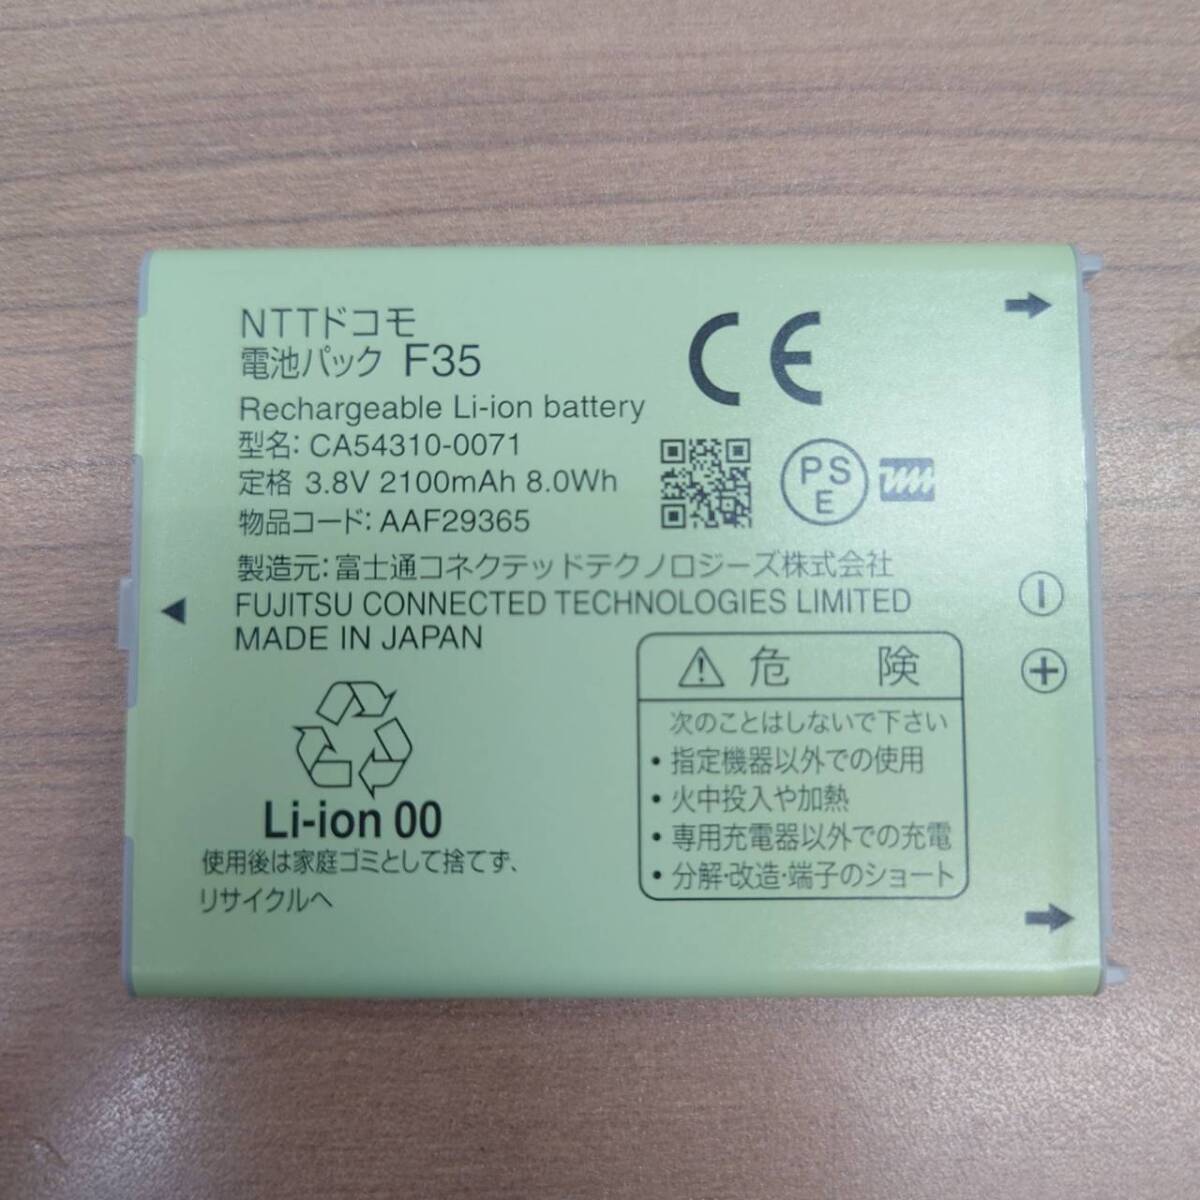 NTTドコモ
電池パック F35
Rechargeable Li-ion battery
型名: CA54310-0071
定格 3.8V 2100mAh 8.0Wh
物品コード: AAF29365
CE
PS
E
製造元: 富士通コネクテッドテクノロジーズ株式会社
FUJITSU CONNECTED TECHNOLOGIES LIMITED
MADE IN JAPAN
Li-ion 00
使用後は家庭ゴミとして捨てず、
リサイクルへ
⚠危 険
次のことはしないで下さい
・指定機器以外での使用
・火中投入や加熱
・専用充電器以外での充電
・分解・改造・端子のショート